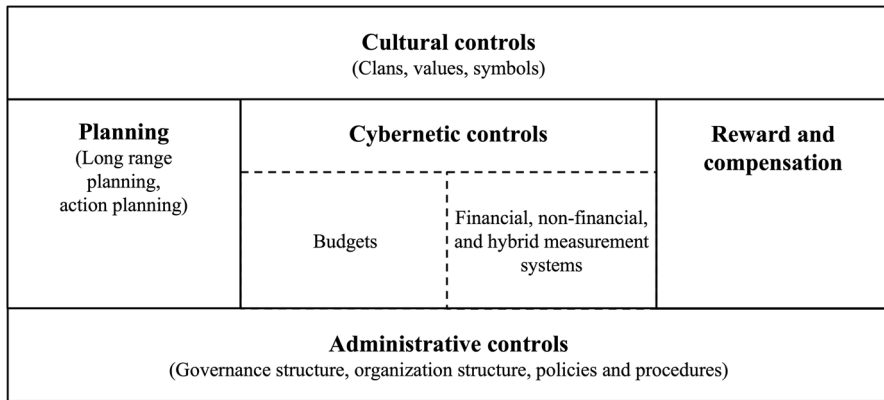 Cultural controls
(Clans, values, symbols)
Planning
(Long range
planning,
action planning)
Cybernetic controls
Budgets
Financial, non-financial,
and hybrid measurement
systems
Reward and
compensation
Administrative controls
(Governance structure, organization structure, policies and procedures)